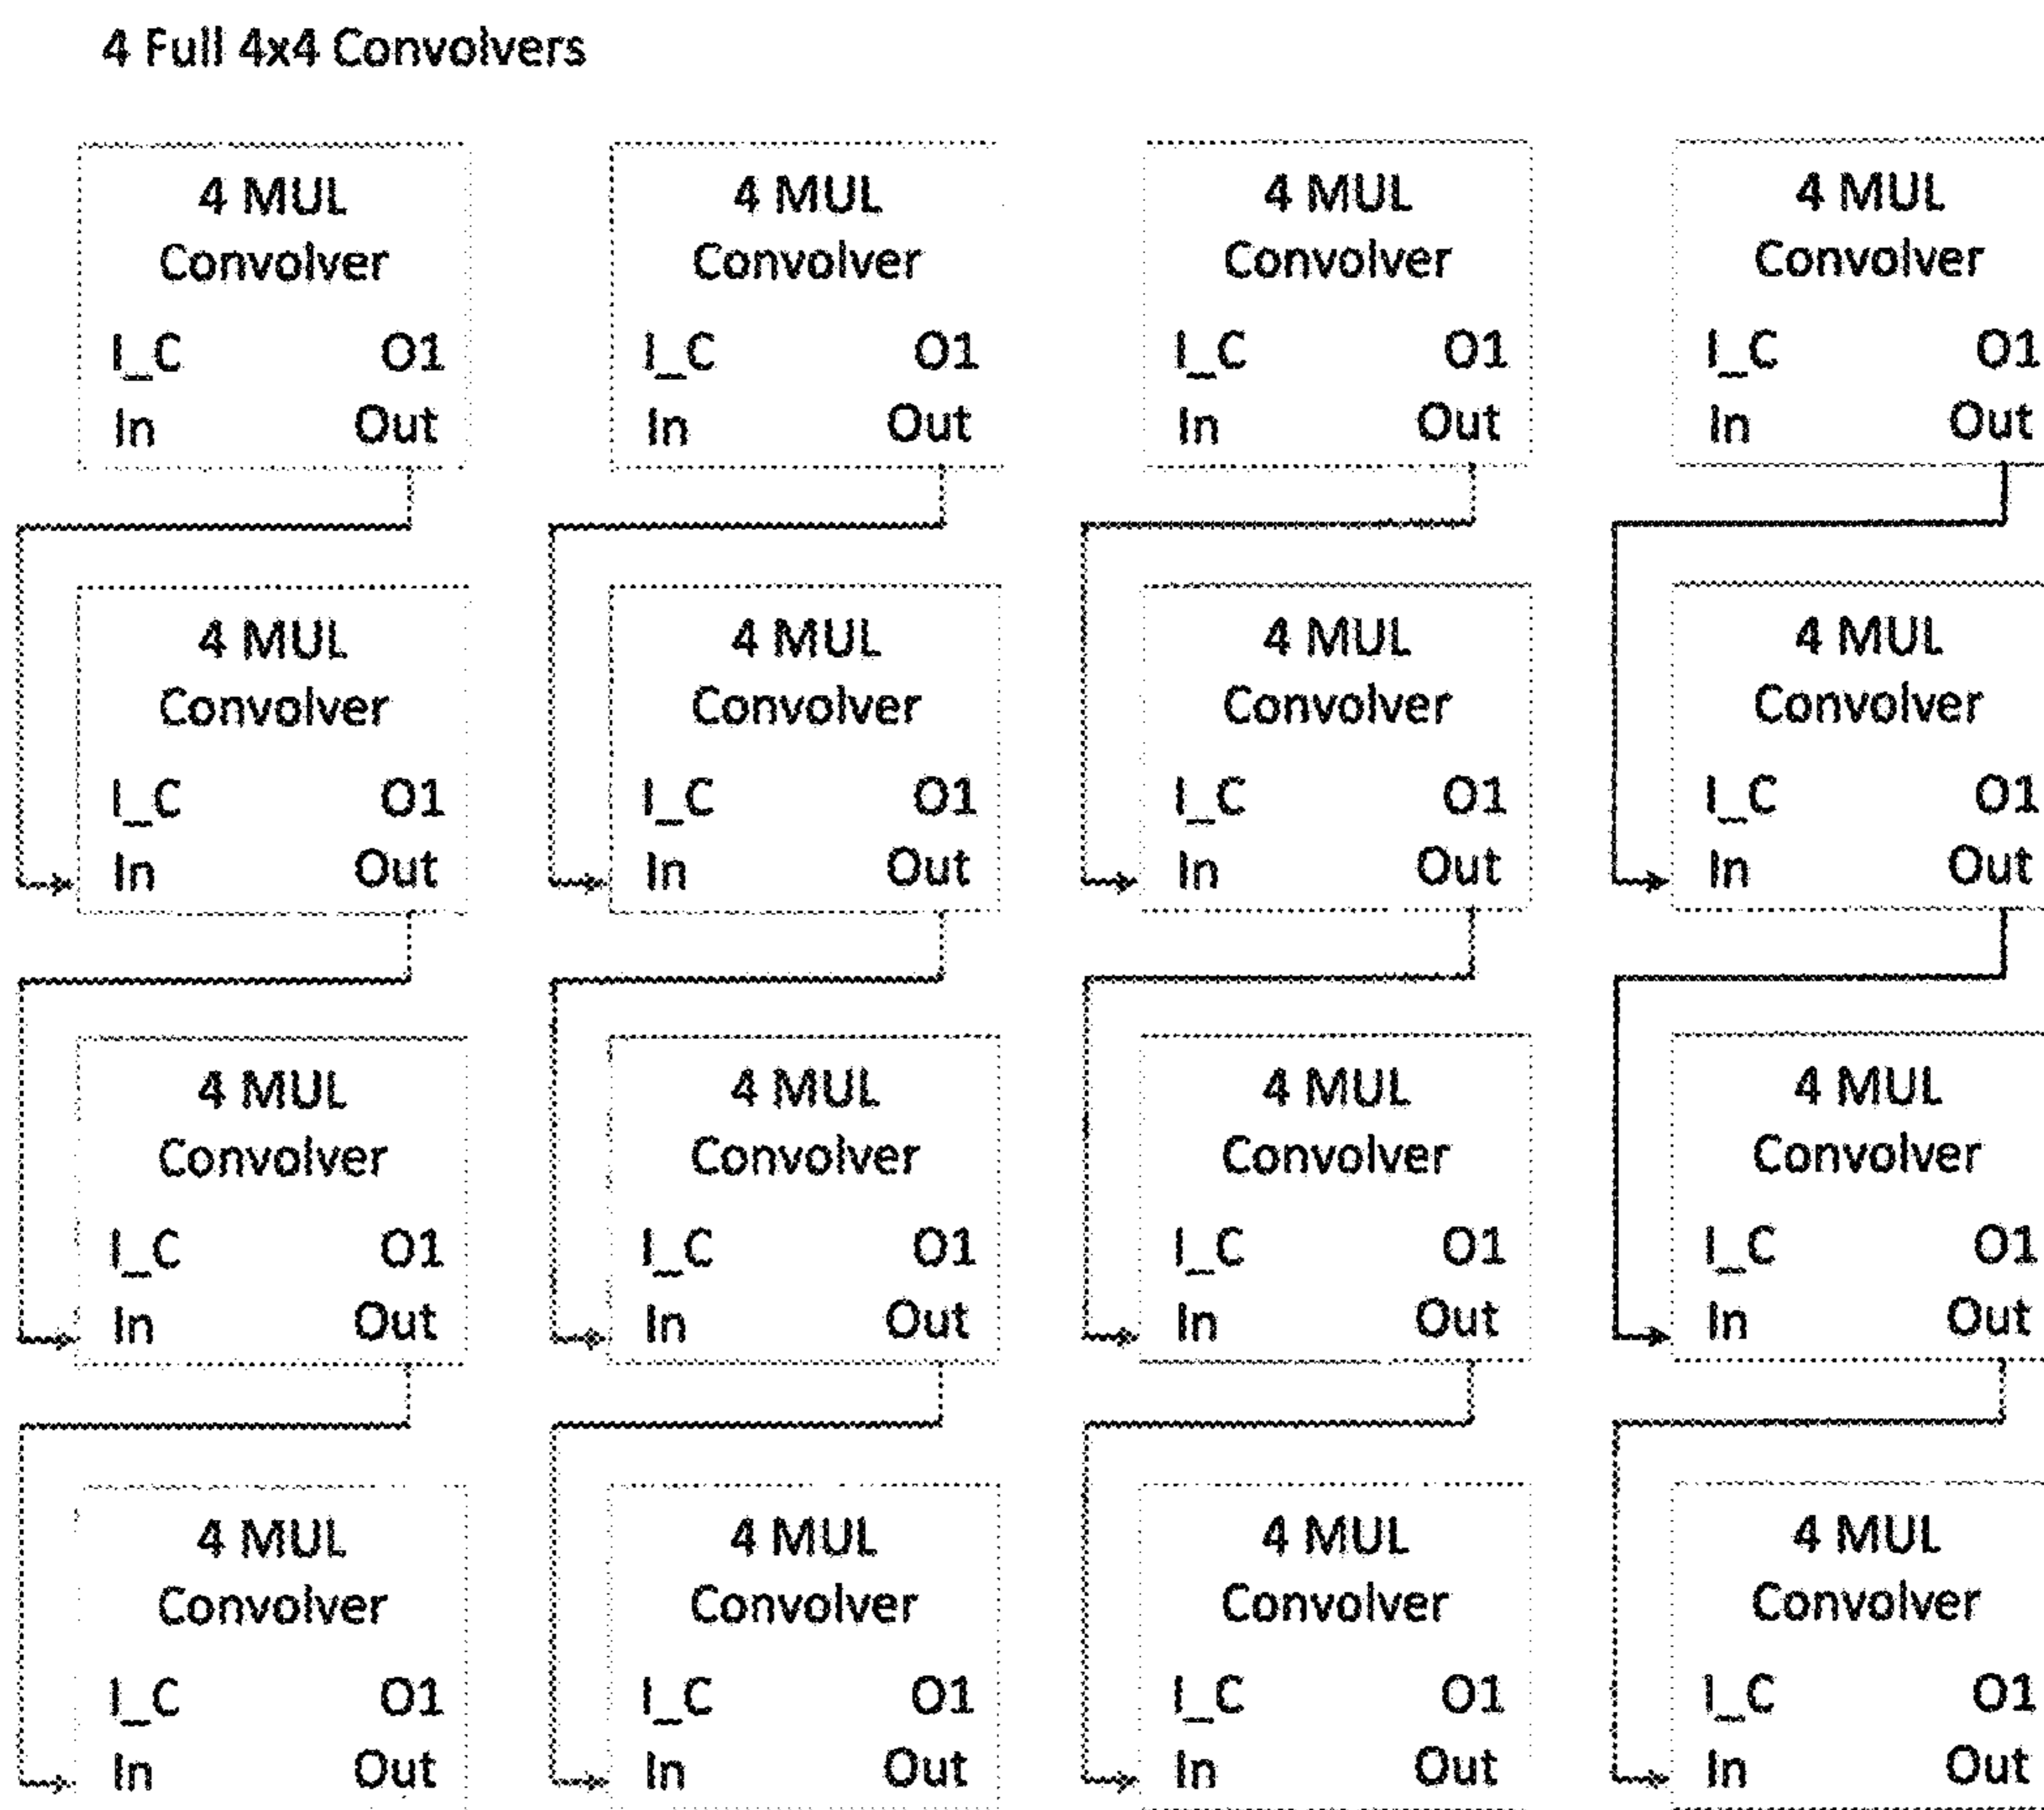 4 Full 4x4 Convolvers
4 MUL 4 MUL 4 MUL 4 MUL
Convolver Convolver Convolver Convolver
I_C O1 I_C O1 I_C O1 I_C O1
In Out In Out In Out In Out
4 MUL 4 MUL 4 MUL 4 MUL
Convolver Convolver Convolver Convolver
I_C O1 I_C O1 I_C O1 I_C O1
In Out In Out In Out In Out
4 MUL 4 MUL 4 MUL 4 MUL
Convolver Convolver Convolver Convolver
I_C O1 I_C O1 I_C O1 I_C O1
In Out In Out In Out In Out
4 MUL 4 MUL 4 MUL 4 MUL
Convolver Convolver Convolver Convolver
I_C O1 I_C O1 I_C O1 I_C O1
In Out In Out In Out In Out